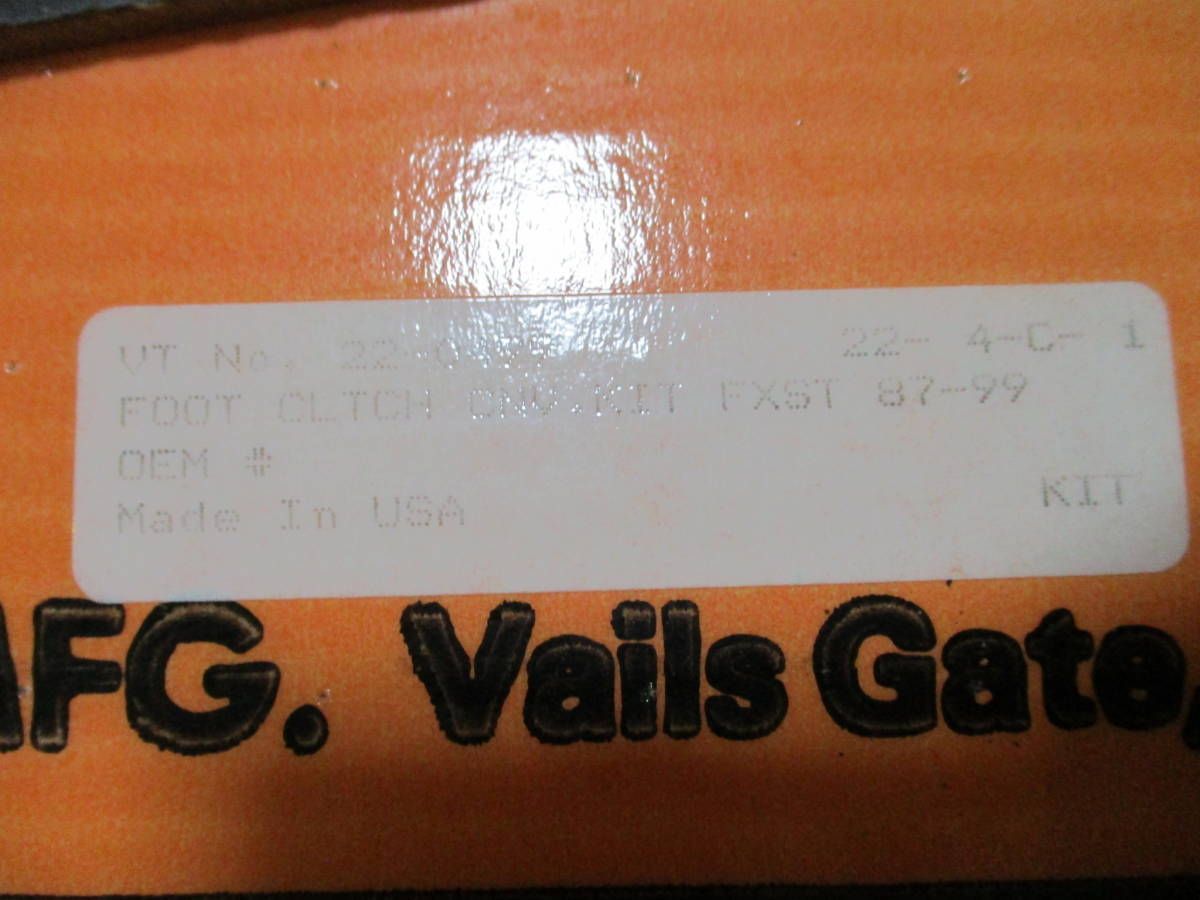 VT No. 22- 4-C- 1
FOOT CLTCH CNV.KIT FXST 87-99
OEM #
Made In USA KIT
MFG. Vails Gate,